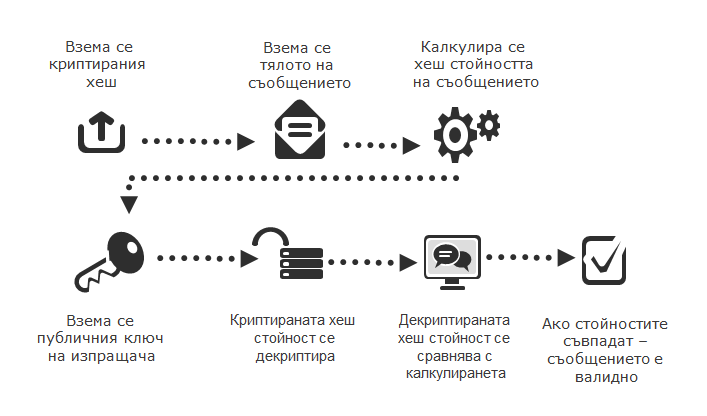 Взема се
криптирания
хеш
Взема се
тялото на
съобщението
Калкулира се
хеш стойността
на съобщението
Взема се
публичния ключ
на изпращача
Криптираната хеш
стойност се
декриптира
Декриптираната
хеш стойност се
сравнява с
калкулиранета
Ако стойностите
съвпадат –
съобщението е
валидно